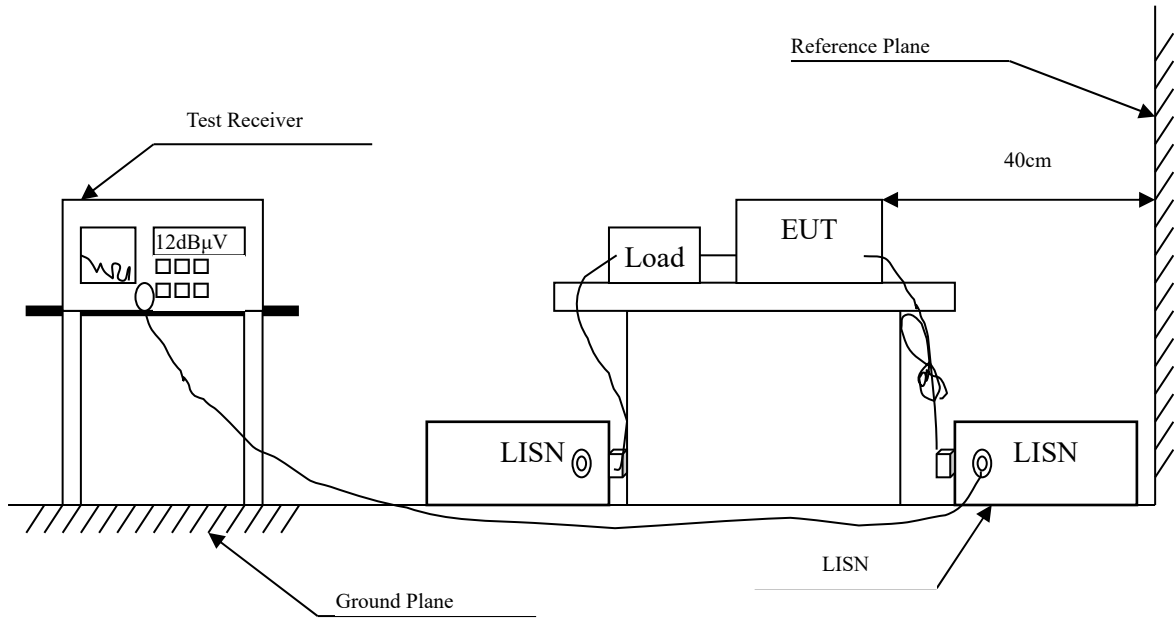 Reference Plane
Test Receiver
40cm
EUT
12dBµV
Load
LISN
LISN
LISN
Ground Plane